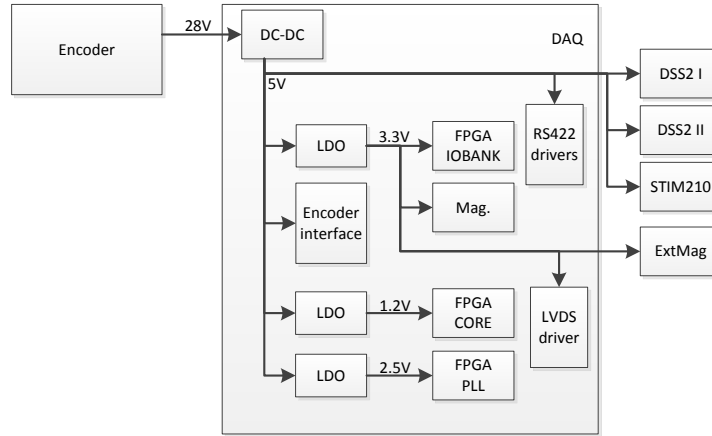 28V
Encoder
DC-DC
DAQ
5V
DSS2 I
DSS2 II
STIM210
ExtMag
RS422
drivers
LDO
3.3V
FPGA
IOBANK
Encoder
interface
Mag.
LDO
1.2V
FPGA
CORE
LVDS
driver
LDO
2.5V
FPGA
PLL